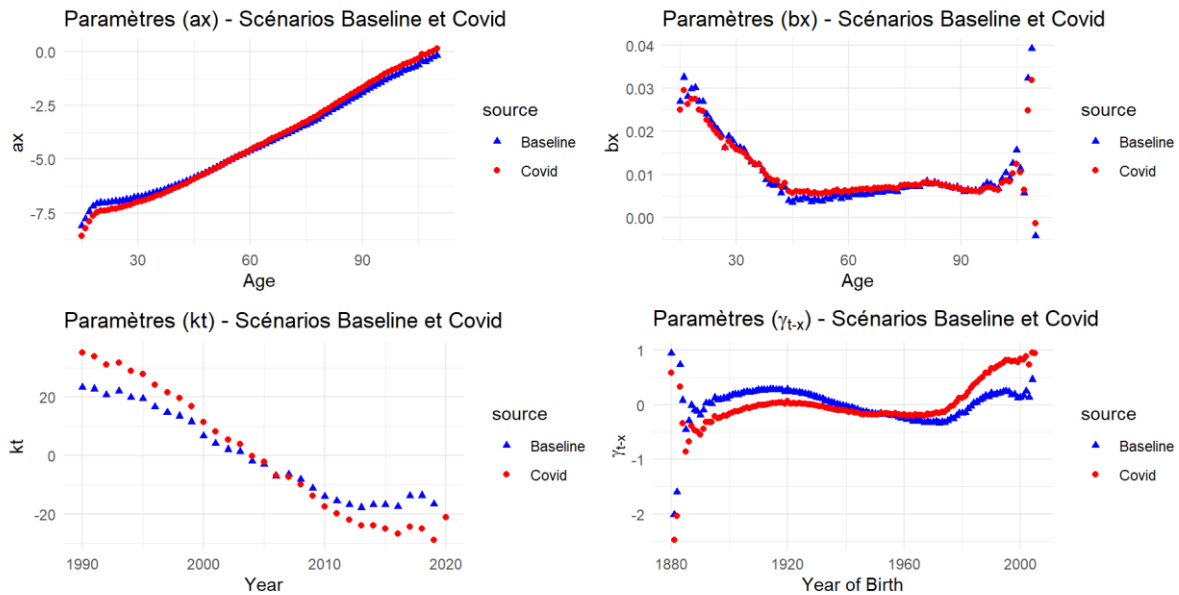 Paramètres (ax) - Scénarios Baseline et Covid
0.0
-2.5
-5.0
-7.5
ax
30
60
90
Age
source
Baseline
Covid
Paramètres (bx) - Scénarios Baseline et Covid
0.04
0.03
0.02
0.01
0.00
bx
30
60
90
Age
source
Baseline
Covid
Paramètres (kt) - Scénarios Baseline et Covid
20
0
-20
kt
1990
2000
2010
2020
Year
source
Baseline
Covid
Paramètres (γt-x) - Scénarios Baseline et Covid
1
0
-1
-2
γt-x
1880
1920
1960
2000
Year of Birth
source
Baseline
Covid